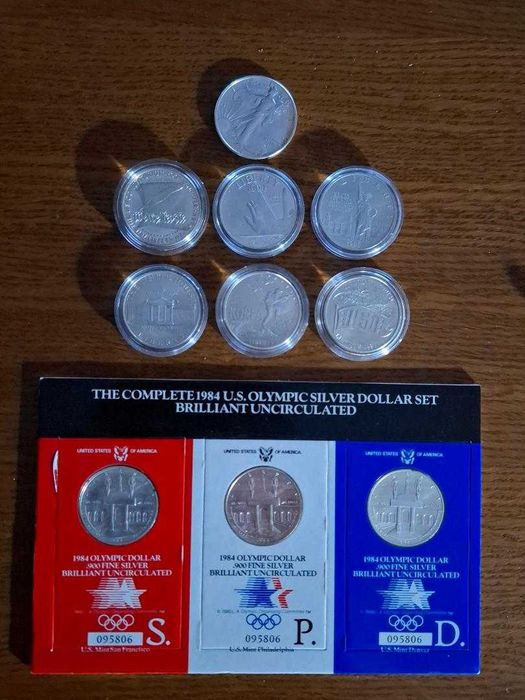 LIBERTY
THE COMPLETE 1984 U.S. OLYMPIC SILVER DOLLAR SET
BRILLIANT UNCIRCULATED
UNITED STATES OF AMERICA
1984 OLYMPIC DOLLAR
.900 FINE SILVER
BRILLIANT UNCIRCULATED
095806
S.
U.S. Mint San Francisco
UNITED STATES OF AMERICA
1984 OLYMPIC DOLLAR
.900 FINE SILVER
BRILLIANT UNCIRCULATED
095806
P.
U.S. Mint Philadelphia
UNITED STATES OF AMERICA
1984 OLYMPIC DOLLAR
.900 FINE SILVER
BRILLIANT UNCIRCULATED
095806
D.
U.S. Mint Denver